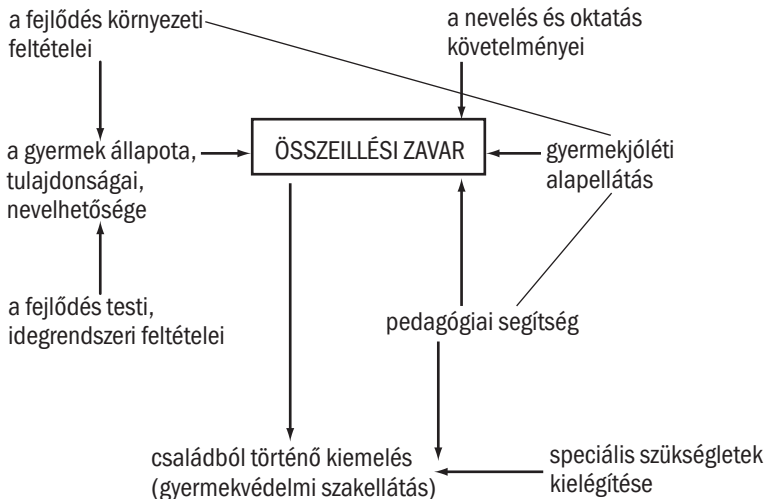 a fejlődés környezeti
feltételei
a nevelés és oktatás
követelményei
a gyermek állapota,
tulajdonságai,
nevelhetősége
ÖSSZEILLÉSI ZAVAR
gyermekjóléti
alapellátás
a fejlődés testi,
idegrendszeri feltételei
pedagógiai segítség
családból történő kiemelés
(gyermekvédelmi szakellátás)
speciális szükségletek
kielégítése